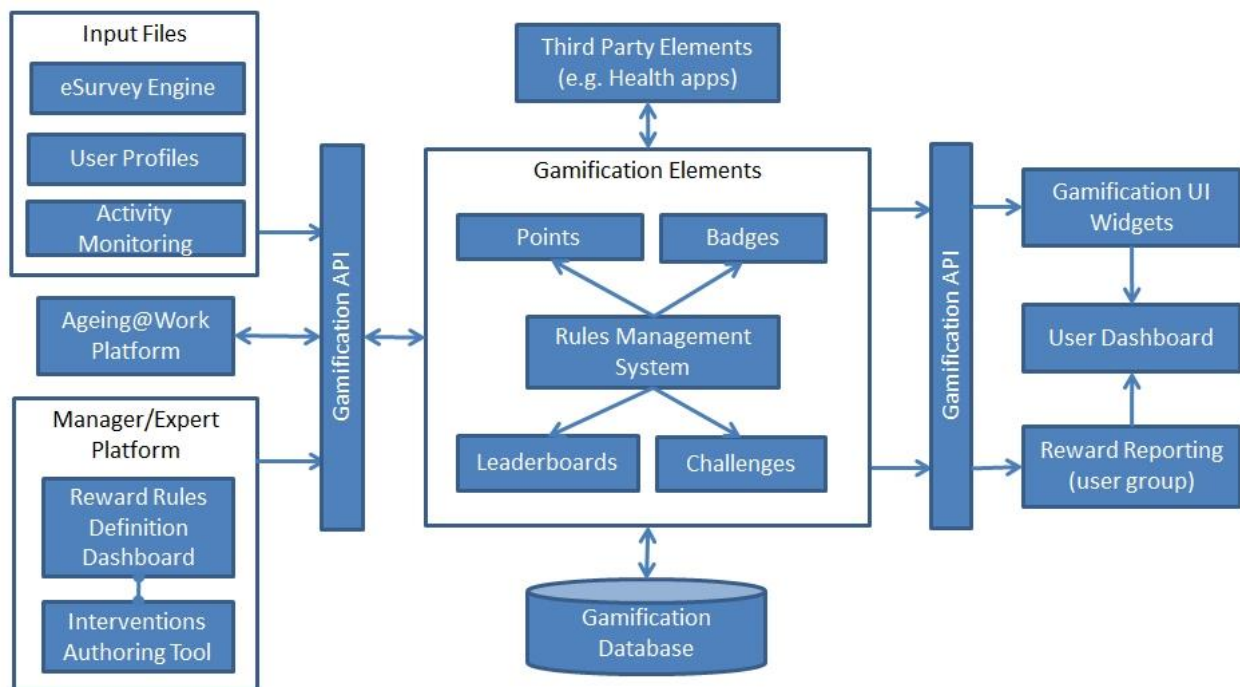 Input Files
eSurvey Engine
User Profiles
Activity
Monitoring
Ageing@Work
Platform
Manager/Expert
Platform
Reward Rules
Definition
Dashboard
Interventions
Authoring Tool
Gamification API
Third Party Elements
(e.g. Health apps)
Gamification Elements
Points
Badges
Rules Management
System
Leaderboards
Challenges
Gamification
Database
Gamification API
Gamification UI
Widgets
User Dashboard
Reward Reporting
(user group)